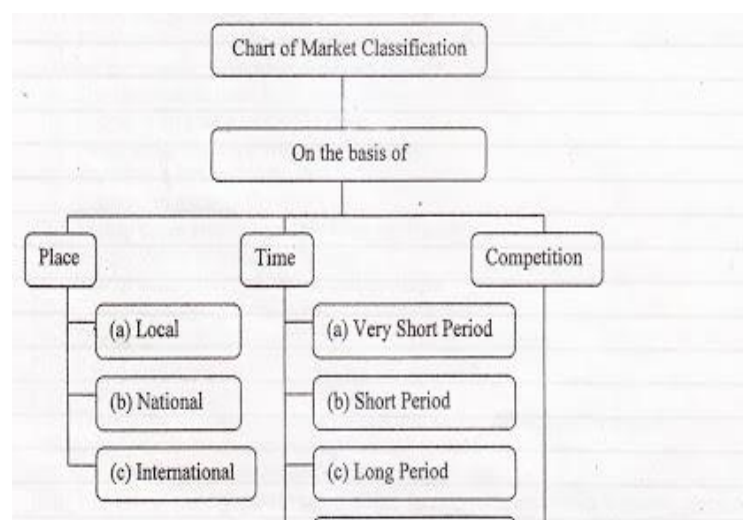 Chart of Market Classification
On the basis of
Place
Time
Competition
(a) Local
(a) Very Short Period
(b) National
(b) Short Period
(c) International
(c) Long Period